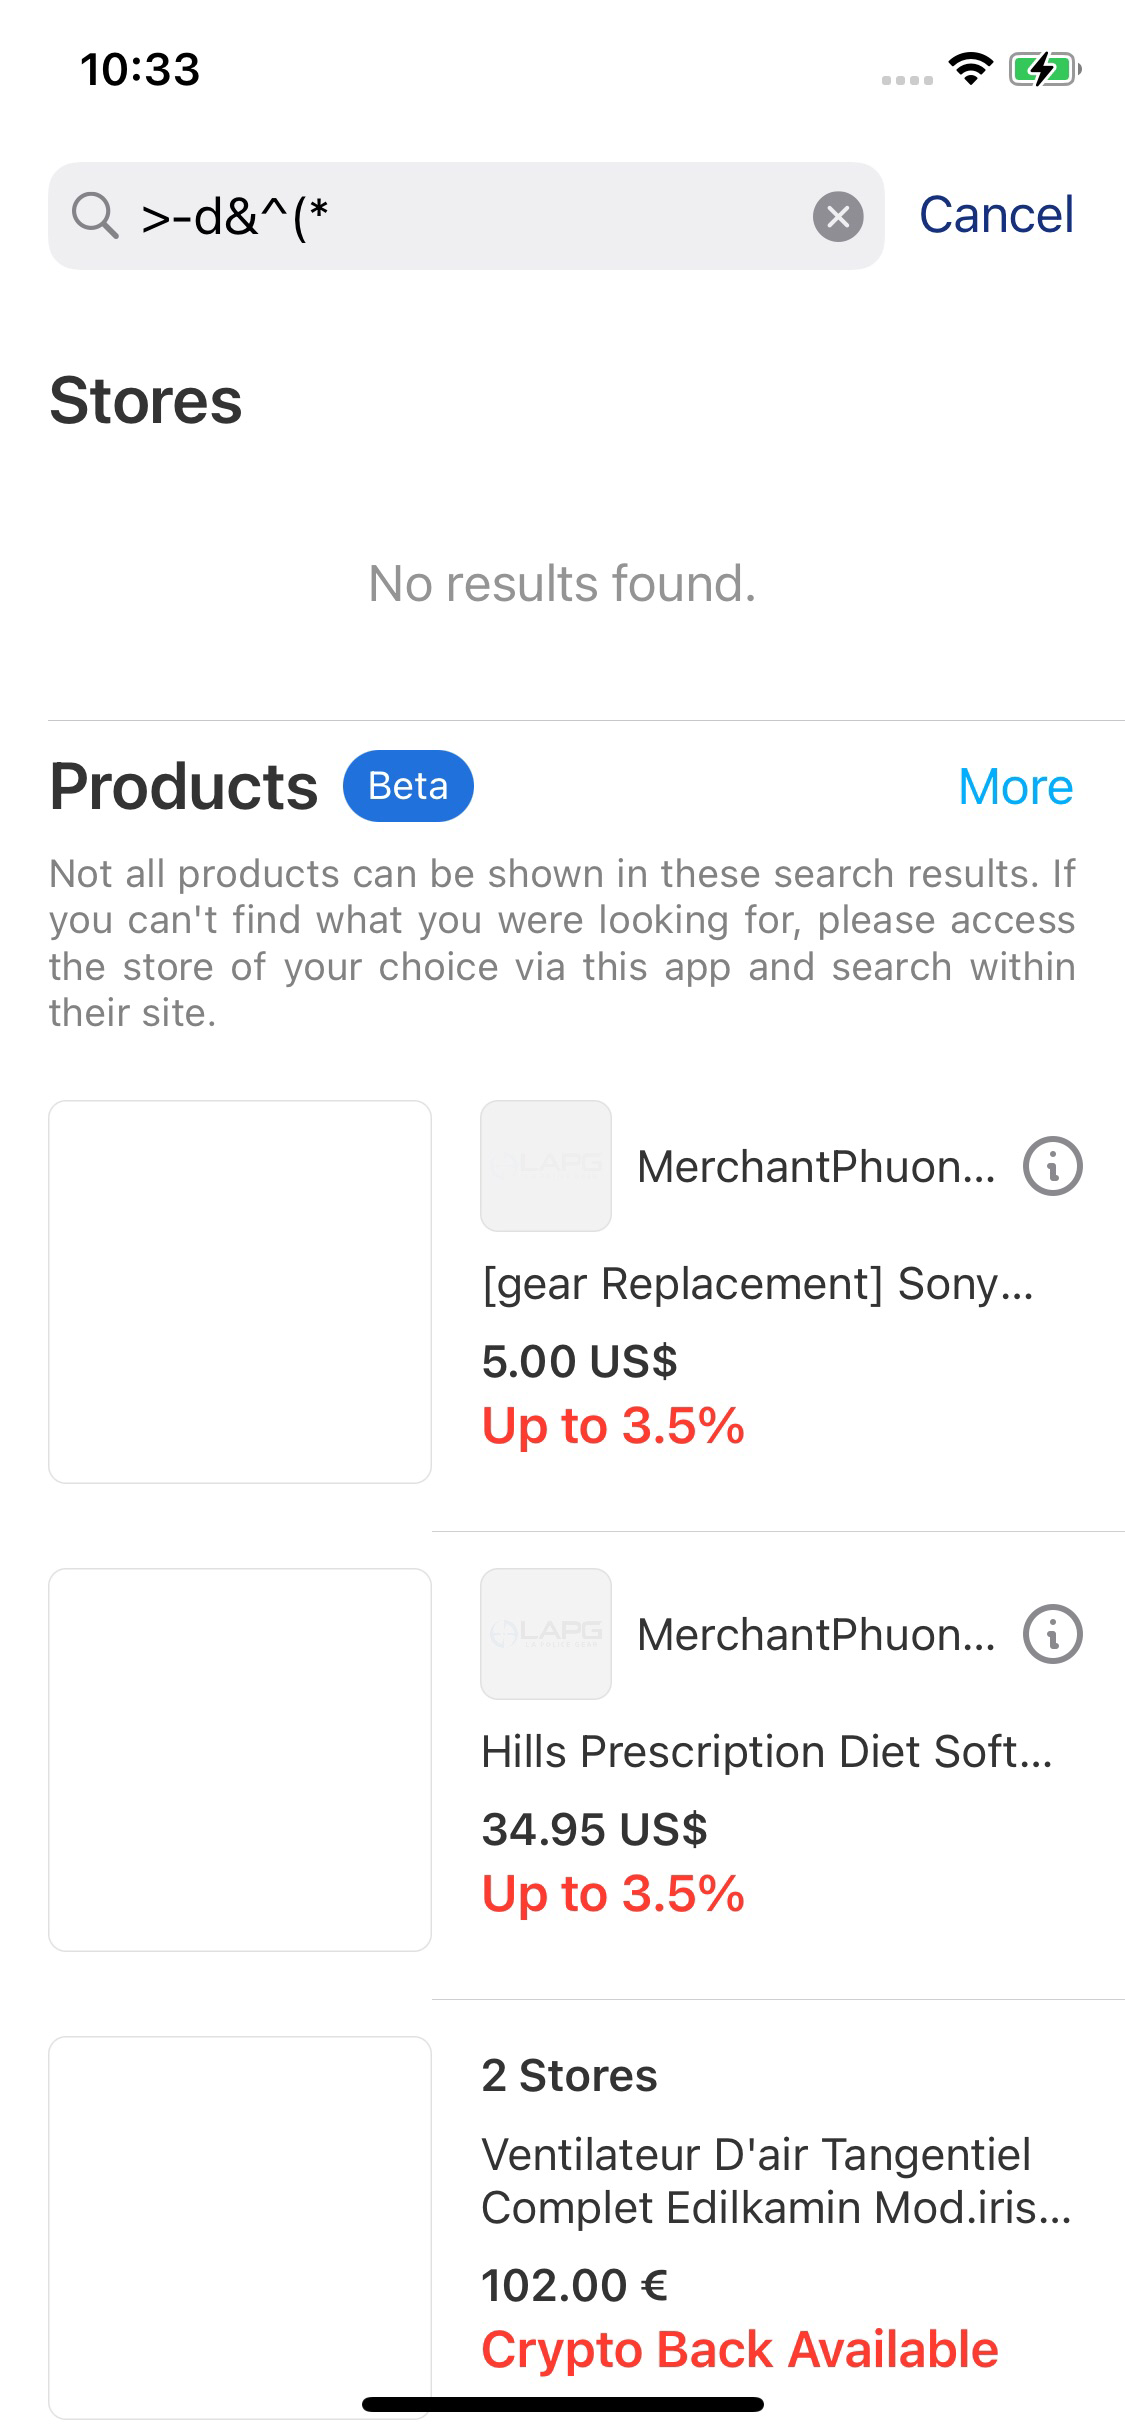 10:33
>-d&^(*
Cancel
Stores
No results found.
Products
Beta
More
Not all products can be shown in these search results. If
you can't find what you were looking for, please access
the store of your choice via this app and search within
their site.
LAPG
MerchantPhuon...
[gear Replacement] Sony...
5.00 US$
Up to 3.5%
LAPG
MerchantPhuon...
Hills Prescription Diet Soft...
34.95 US$
Up to 3.5%
2 Stores
Ventilateur D'air Tangentiel
Complet Edilkamin Mod.iris...
102.00 €
Crypto Back Available